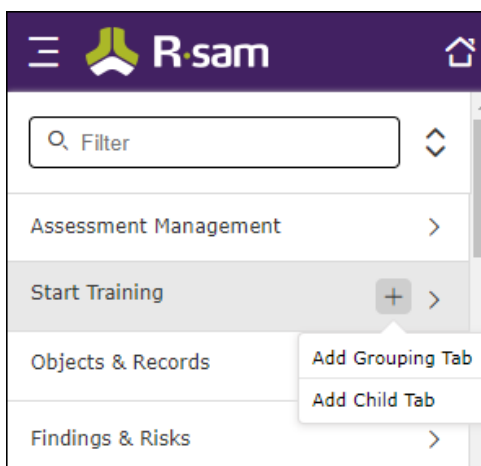 R·sam
Filter
Assessment Management
Start Training
Objects & Records
Add Grouping Tab
Add Child Tab
Findings & Risks